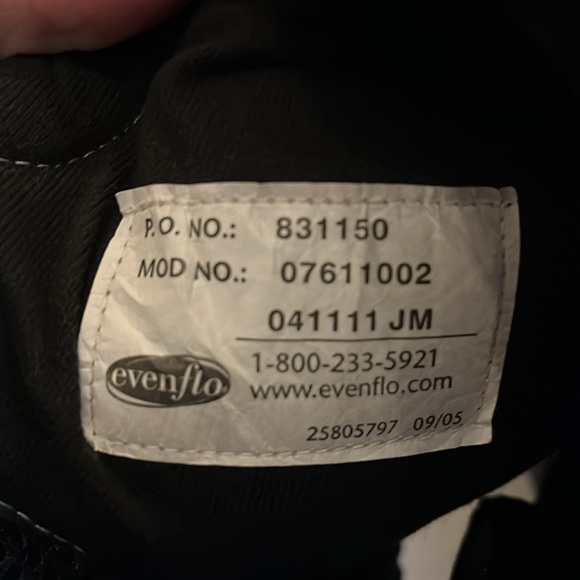 P.O. NO.: 831150
MOD NO.: 07611002
041111 JM
evenflo
1-800-233-5921
www.evenflo.com
25805797 09/05